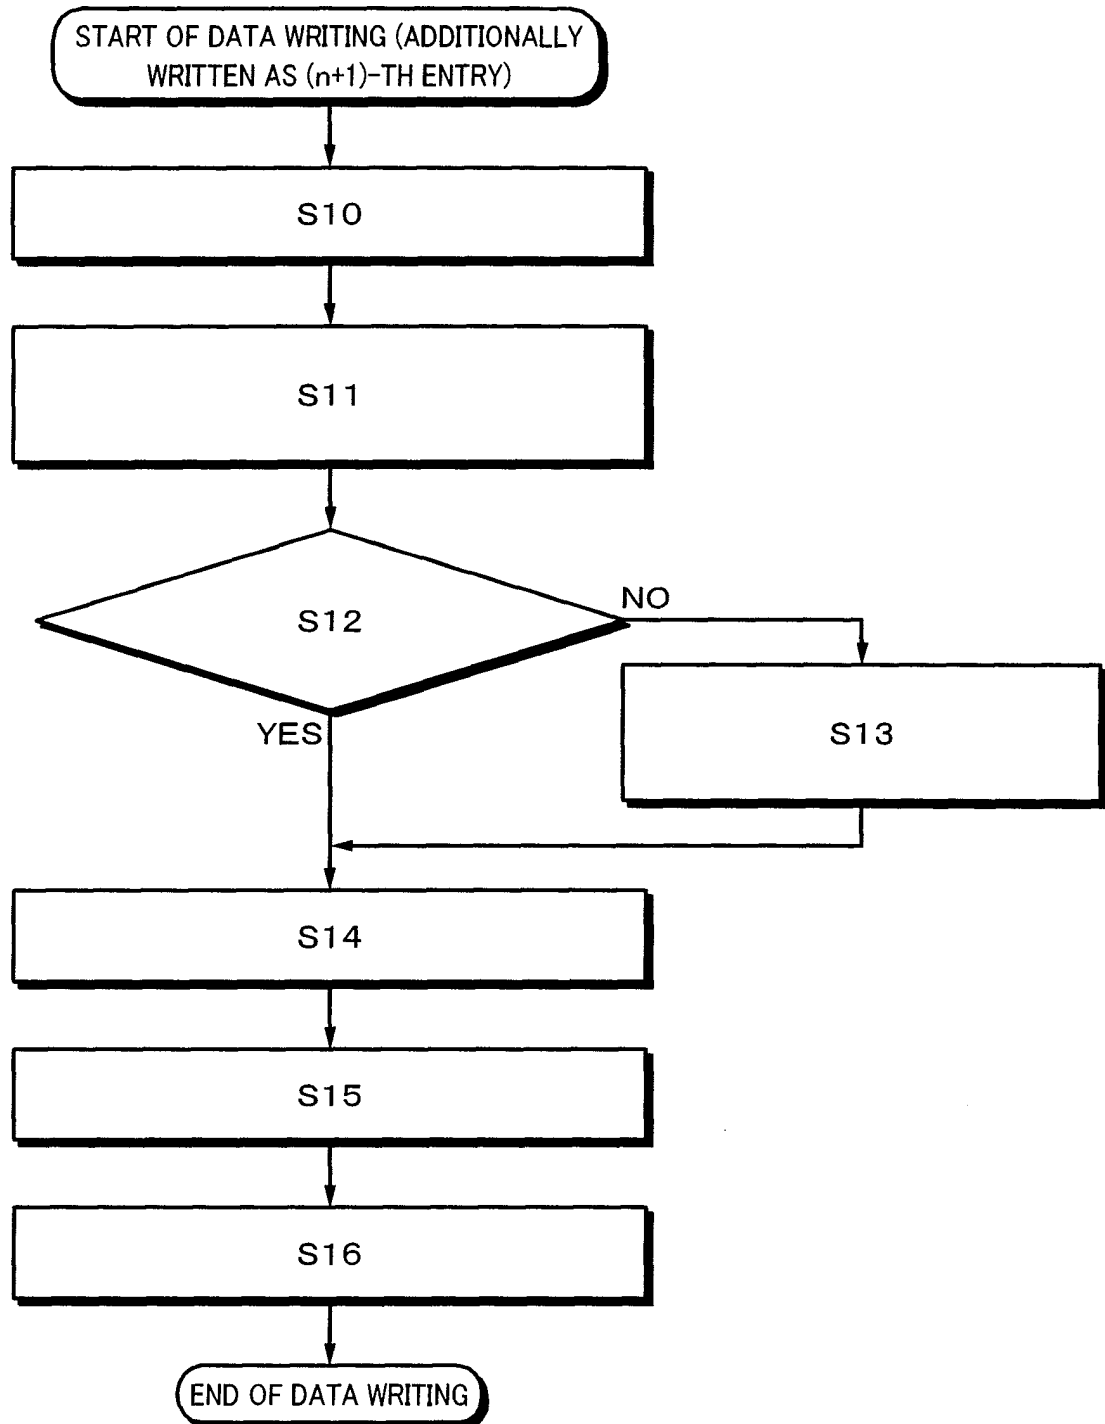 START OF DATA WRITING (ADDITIONALLY
WRITTEN AS (n+1)-TH ENTRY)
S10
S11
S12
NO
S13
YES
S14
S15
S16
END OF DATA WRITING